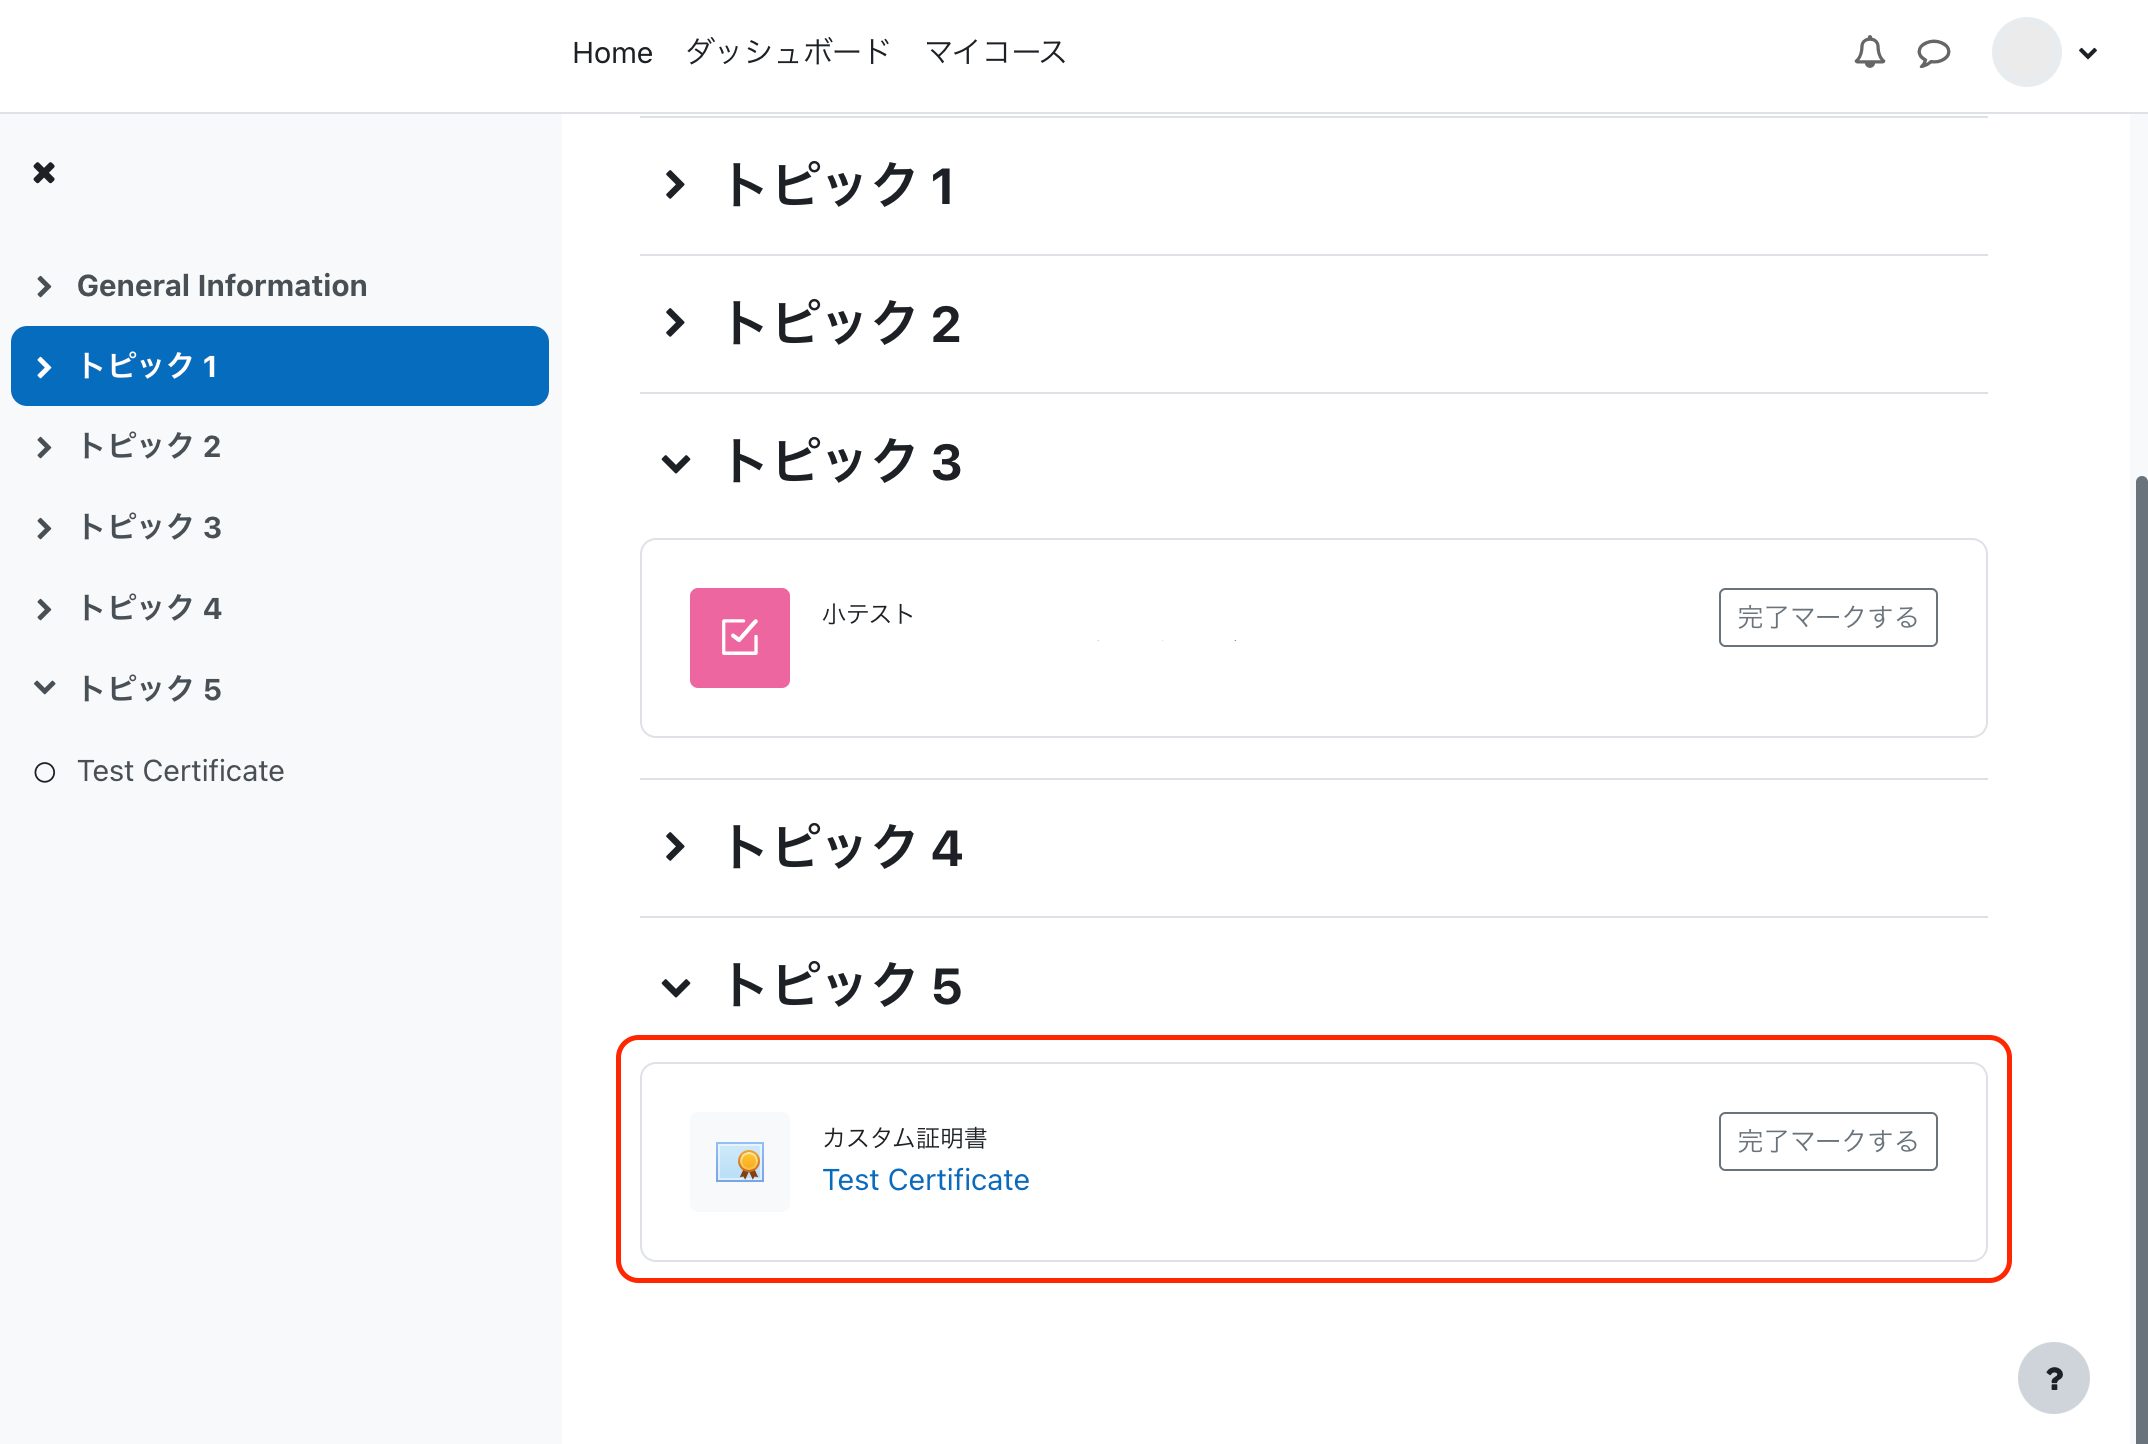 Home ダッシュボード マイコース
General Information
トピック 1
トピック 2
トピック 3
トピック 4
トピック 5
Test Certificate
トピック 1
トピック 2
トピック 3
小テスト
完了マークする
トピック 4
トピック 5
カスタム証明書
完了マークする
Test Certificate
?